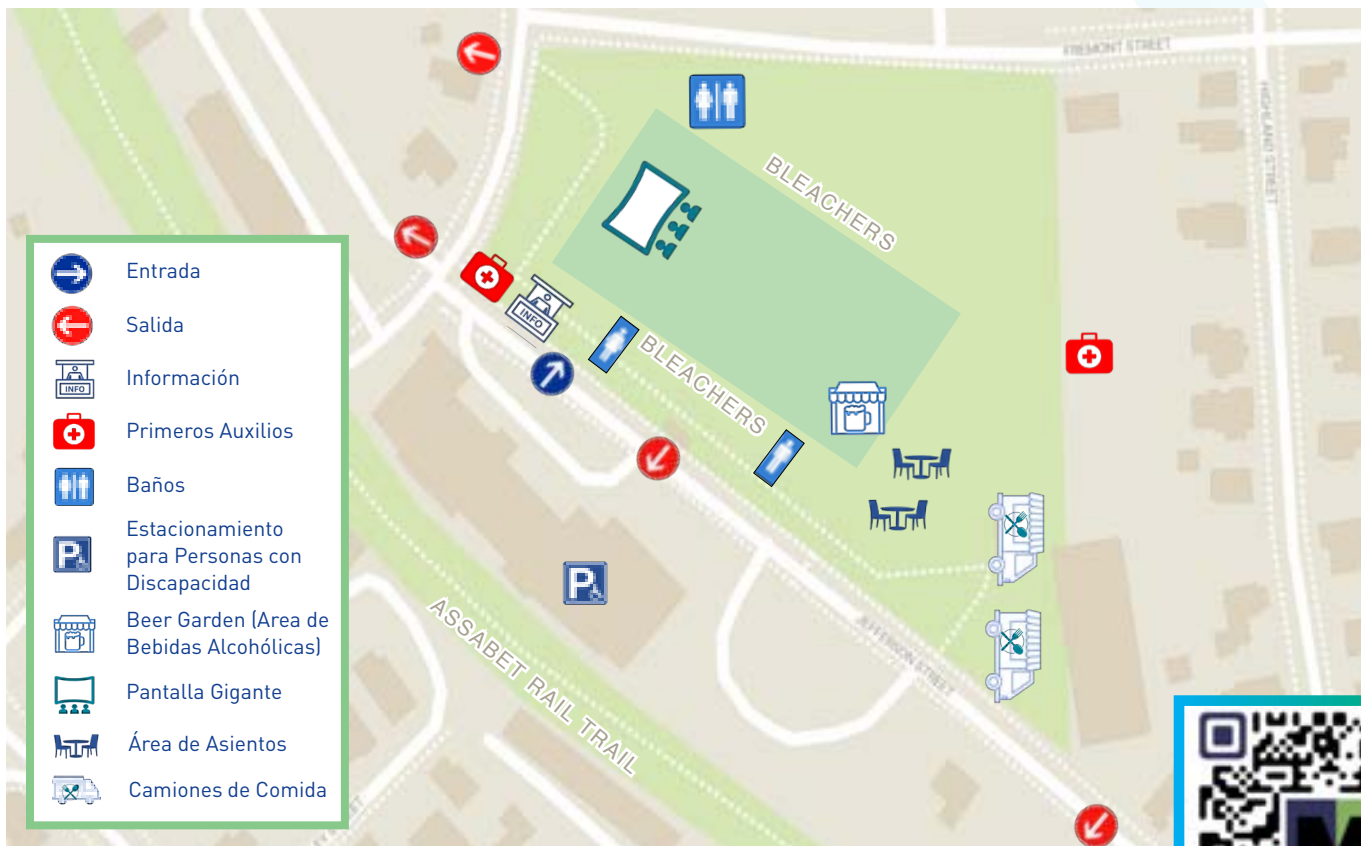 FREMONT STREET
HIGHLAND STREET
BLEACHERS
INFO
BLEACHERS
Entrada
Salida
Información
INFO
Primeros Auxilios
Baños
Estacionamiento
para Personas con
Discapacidad
P
Beer Garden (Area de
Bebidas Alcohólicas)
Pantalla Gigante
Área de Asientos
Camiones de Comida
P
ASSABET RAIL TRAIL
JEFFERSON STREET
STREET
M